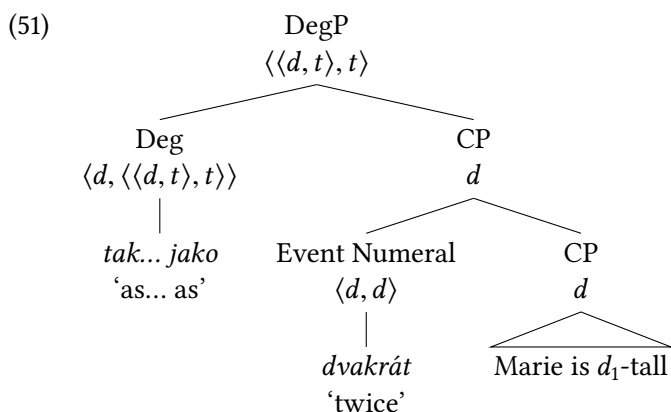 (51) DegP
⟨⟨d, t⟩, t⟩
Deg CP
⟨d, ⟨⟨d, t⟩, t⟩⟩ d
tak... jako Event Numeral CP
‘as... as’ ⟨d, d⟩ d
dvakrát Marie is d₁-tall
‘twice’